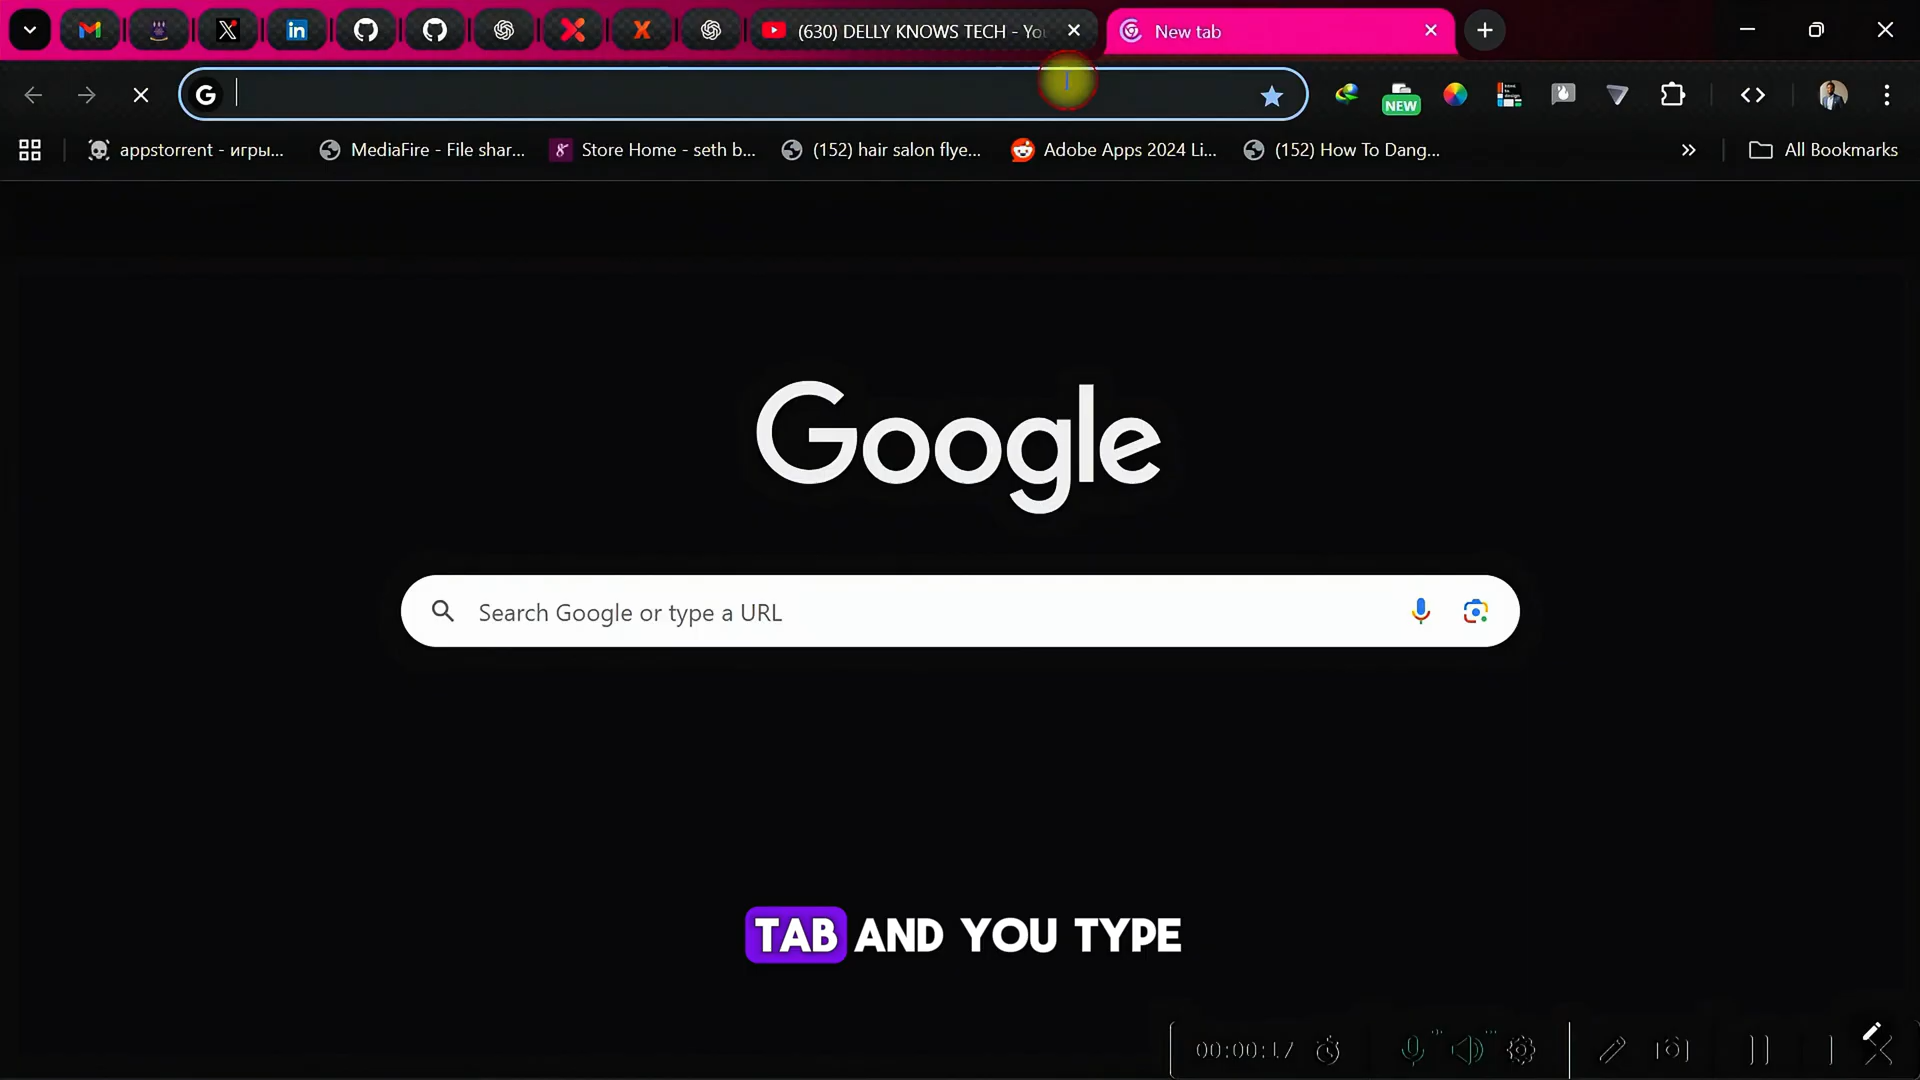 (630) DELLY KNOWS TECH - You
New tab
NEW
appstorrent - игры...
MediaFire - File shar...
Store Home - seth b...
(152) hair salon flye...
Adobe Apps 2024 Li...
(152) How To Dang...
All Bookmarks
Google
Search Google or type a URL
TAB AND YOU TYPE
00:00:17